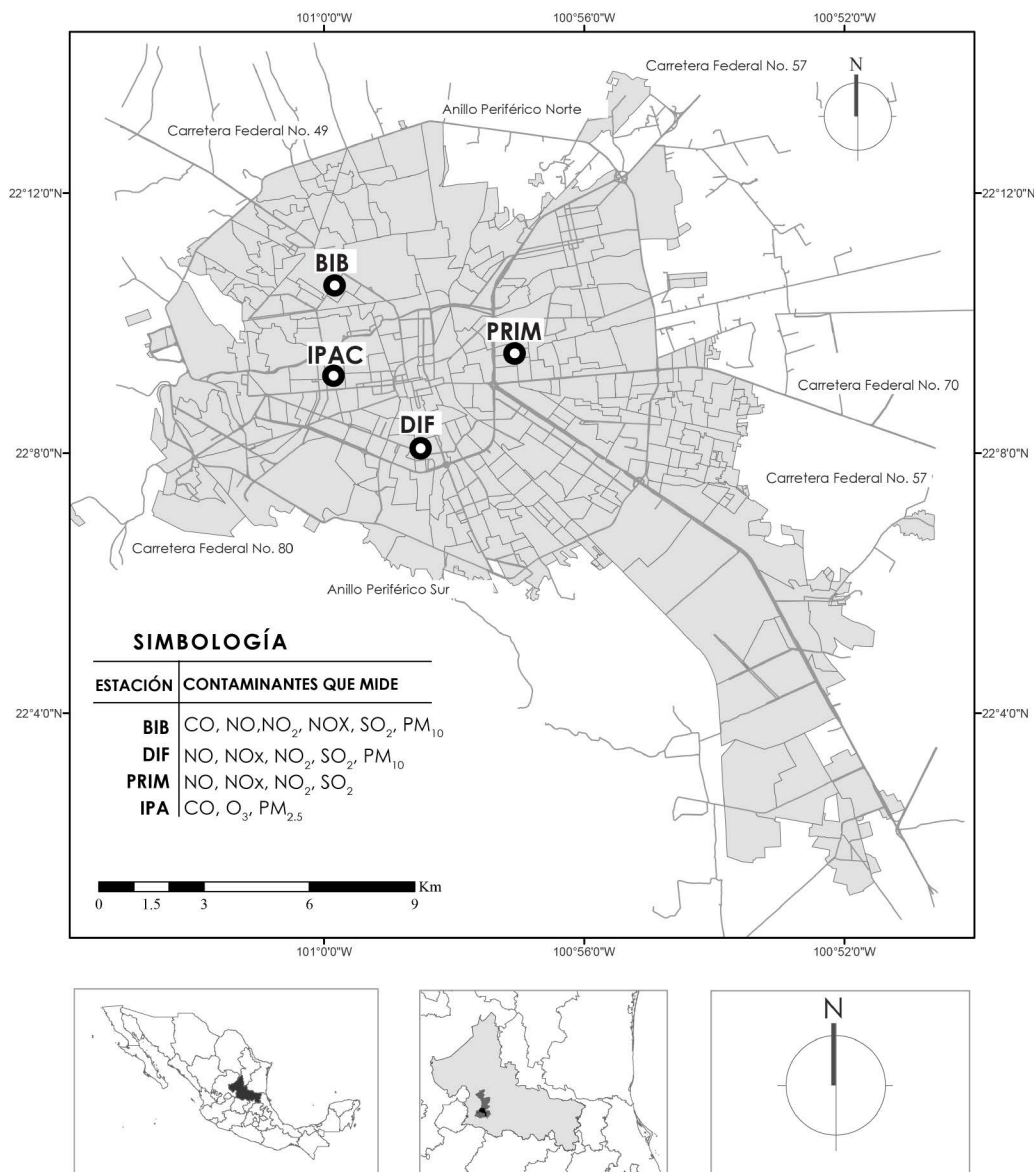 101°0'0"W
100°56'0"W
100°52'0"W
Carretera Federal No. 57
N
Anillo Periférico Norte
Carretera Federal No. 49
22°12'0"N
22°12'0"N
BIB
PRIM
IPAC
Carretera Federal No. 70
DIF
22°8'0"N
22°8'0"N
Carretera Federal No. 57
Carretera Federal No. 80
Anillo Periférico Sur
SIMBOLOGÍA
ESTACIÓN CONTAMINANTES QUE MIDE
22°4'0"N
22°4'0"N
BIB CO, NO,NO₂, NOX, SO₂, PM₁₀
DIF NO, NOx, NO₂, SO₂, PM₁₀
PRIM NO, NOx, NO₂, SO₂
IPA CO, O₃, PM₂.₅
Km
0 1.5 3 6 9
101°0'0"W
100°56'0"W
100°52'0"W
N